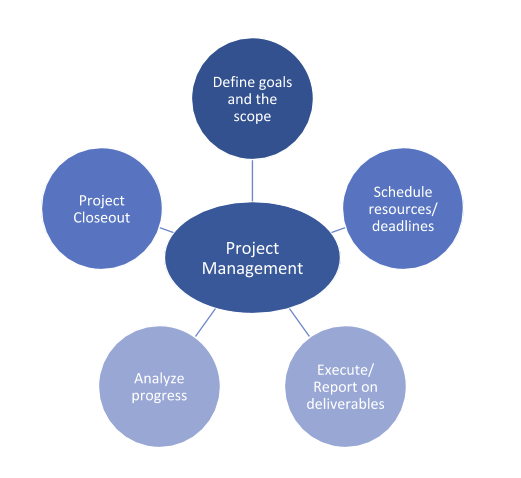 Define goals
and the
scope
Project
Closeout
Schedule
resources/
deadlines
Project
Management
Analyze
progress
Execute/
Report on
deliverables